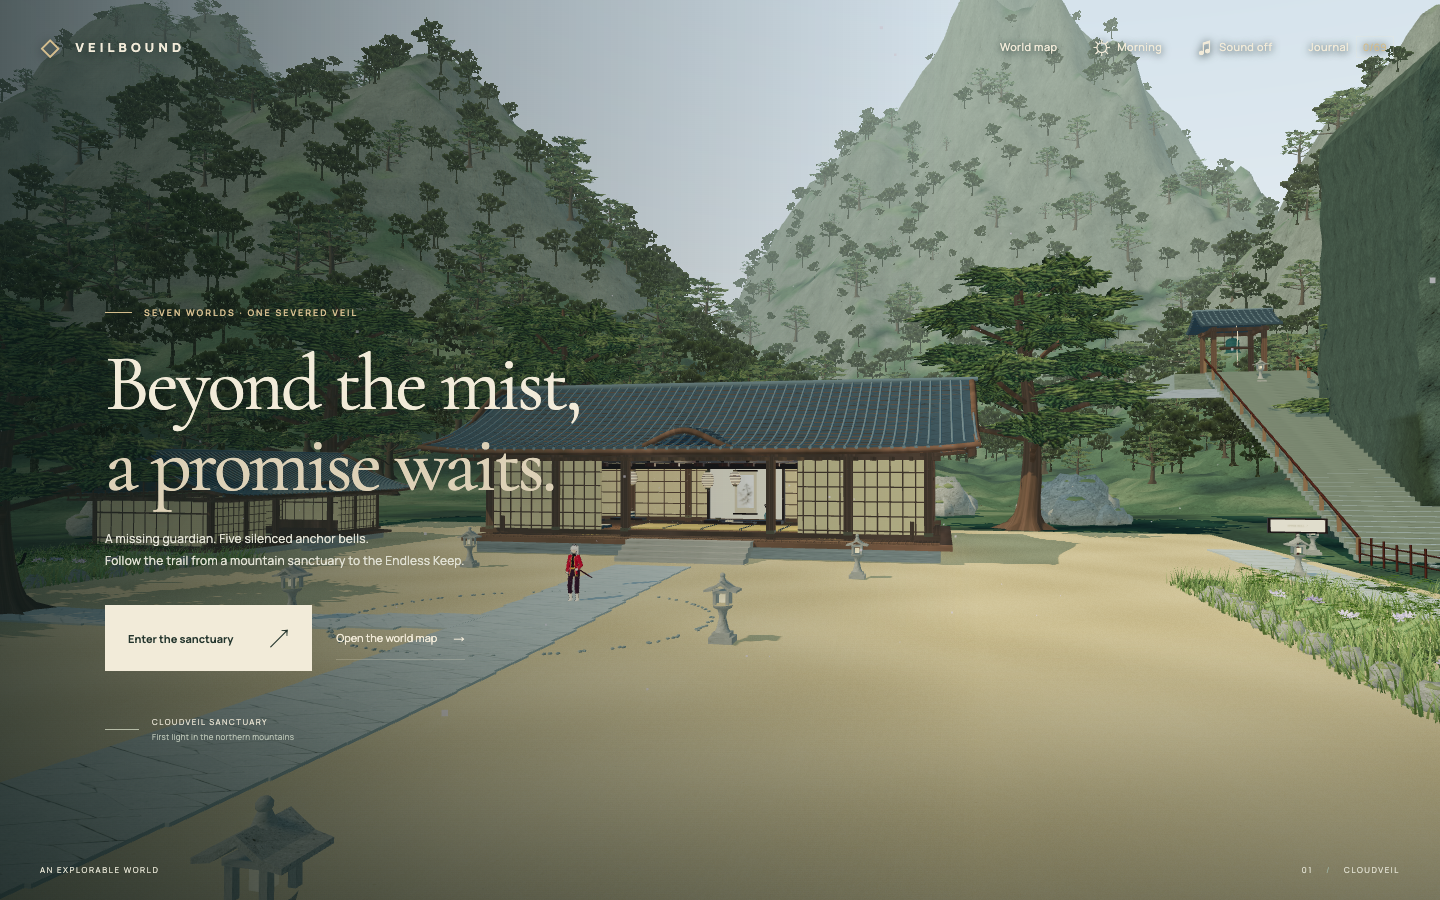 VEILBOUND
World map
Morning
Sound off
Journal
SEVEN WORLDS · ONE SEVERED VEIL
Beyond the mist,
a promise waits.
A missing guardian. Five silenced anchor bells.
Follow the trail from a mountain sanctuary to the Endless Keep.
Enter the sanctuary
Open the world map →
CLOUDVEIL SANCTUARY
First light in the northern mountains
AN EXPLORABLE WORLD
01 / CLOUDVEIL